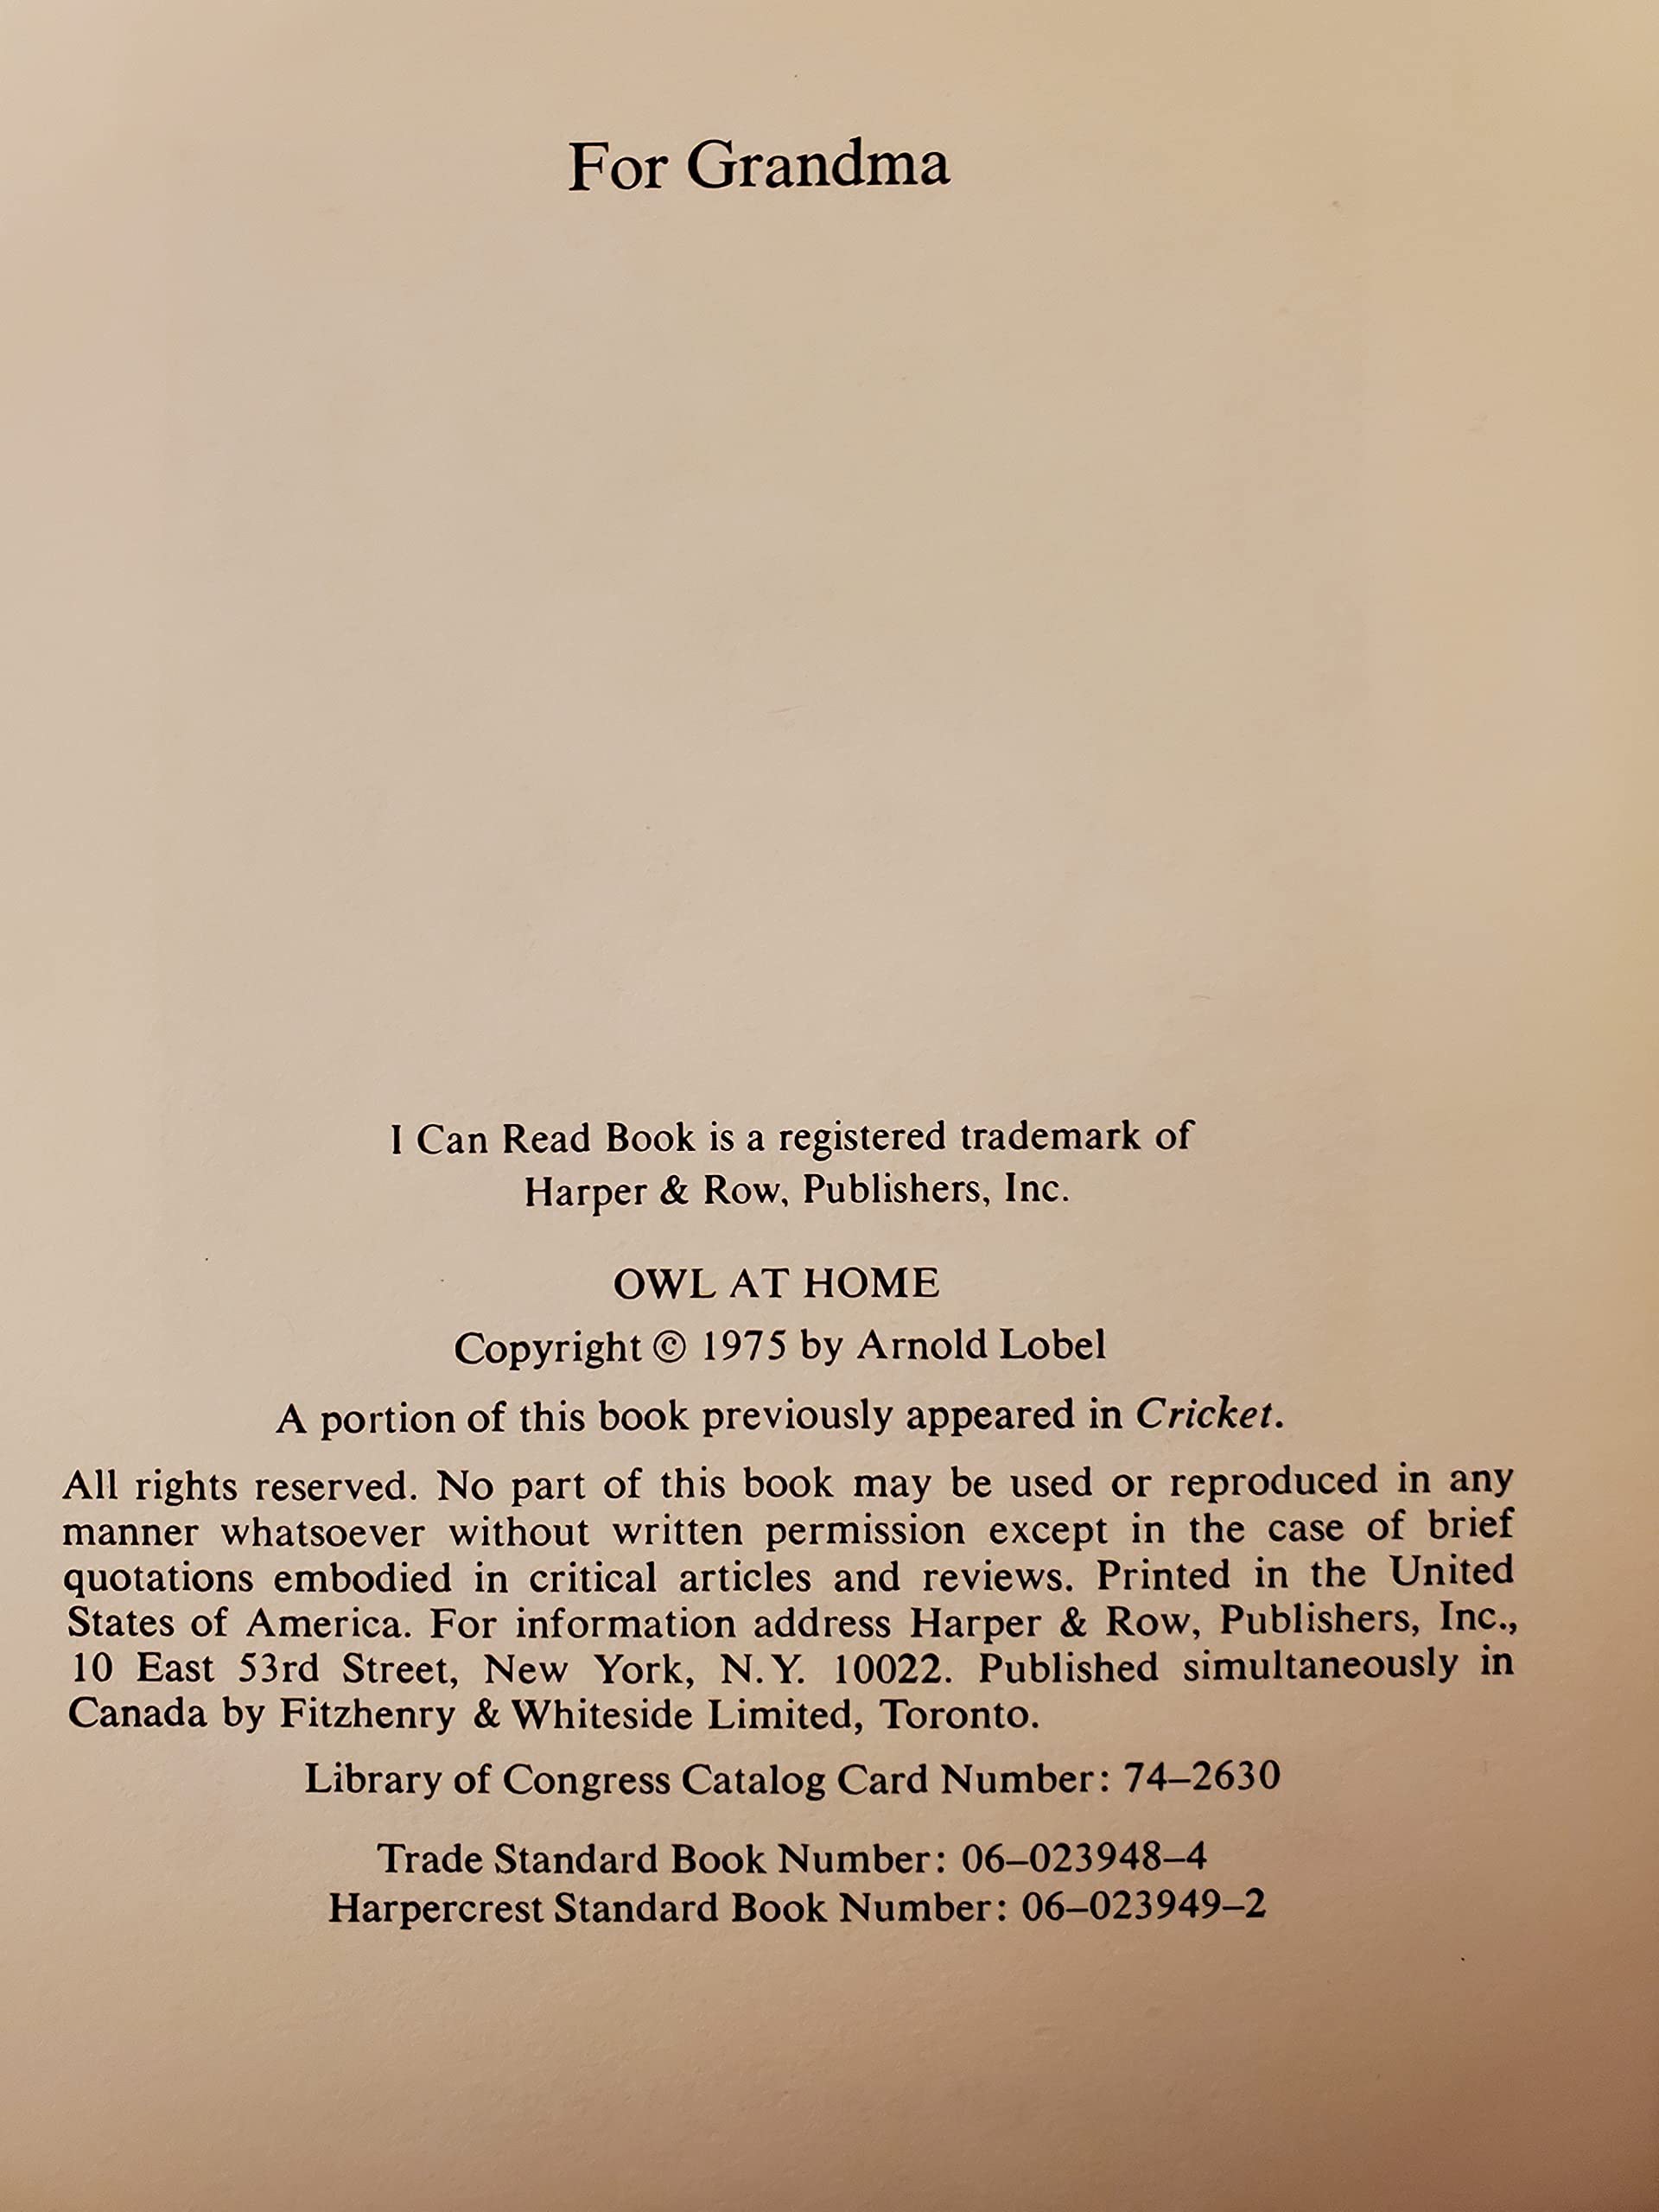 For Grandma
I Can Read Book is a registered trademark of
Harper & Row, Publishers, Inc.
OWL AT HOME
Copyright © 1975 by Arnold Lobel
A portion of this book previously appeared in Cricket.
All rights reserved. No part of this book may be used or reproduced in any
manner whatsoever without written permission except in the case of brief
quotations embodied in critical articles and reviews. Printed in the United
States of America. For information address Harper & Row, Publishers, Inc.,
10 East 53rd Street, New York, N.Y. 10022. Published simultaneously in
Canada by Fitzhenry & Whiteside Limited, Toronto.
Library of Congress Catalog Card Number: 74–2630
Trade Standard Book Number: 06–023948–4
Harpercrest Standard Book Number: 06–023949–2